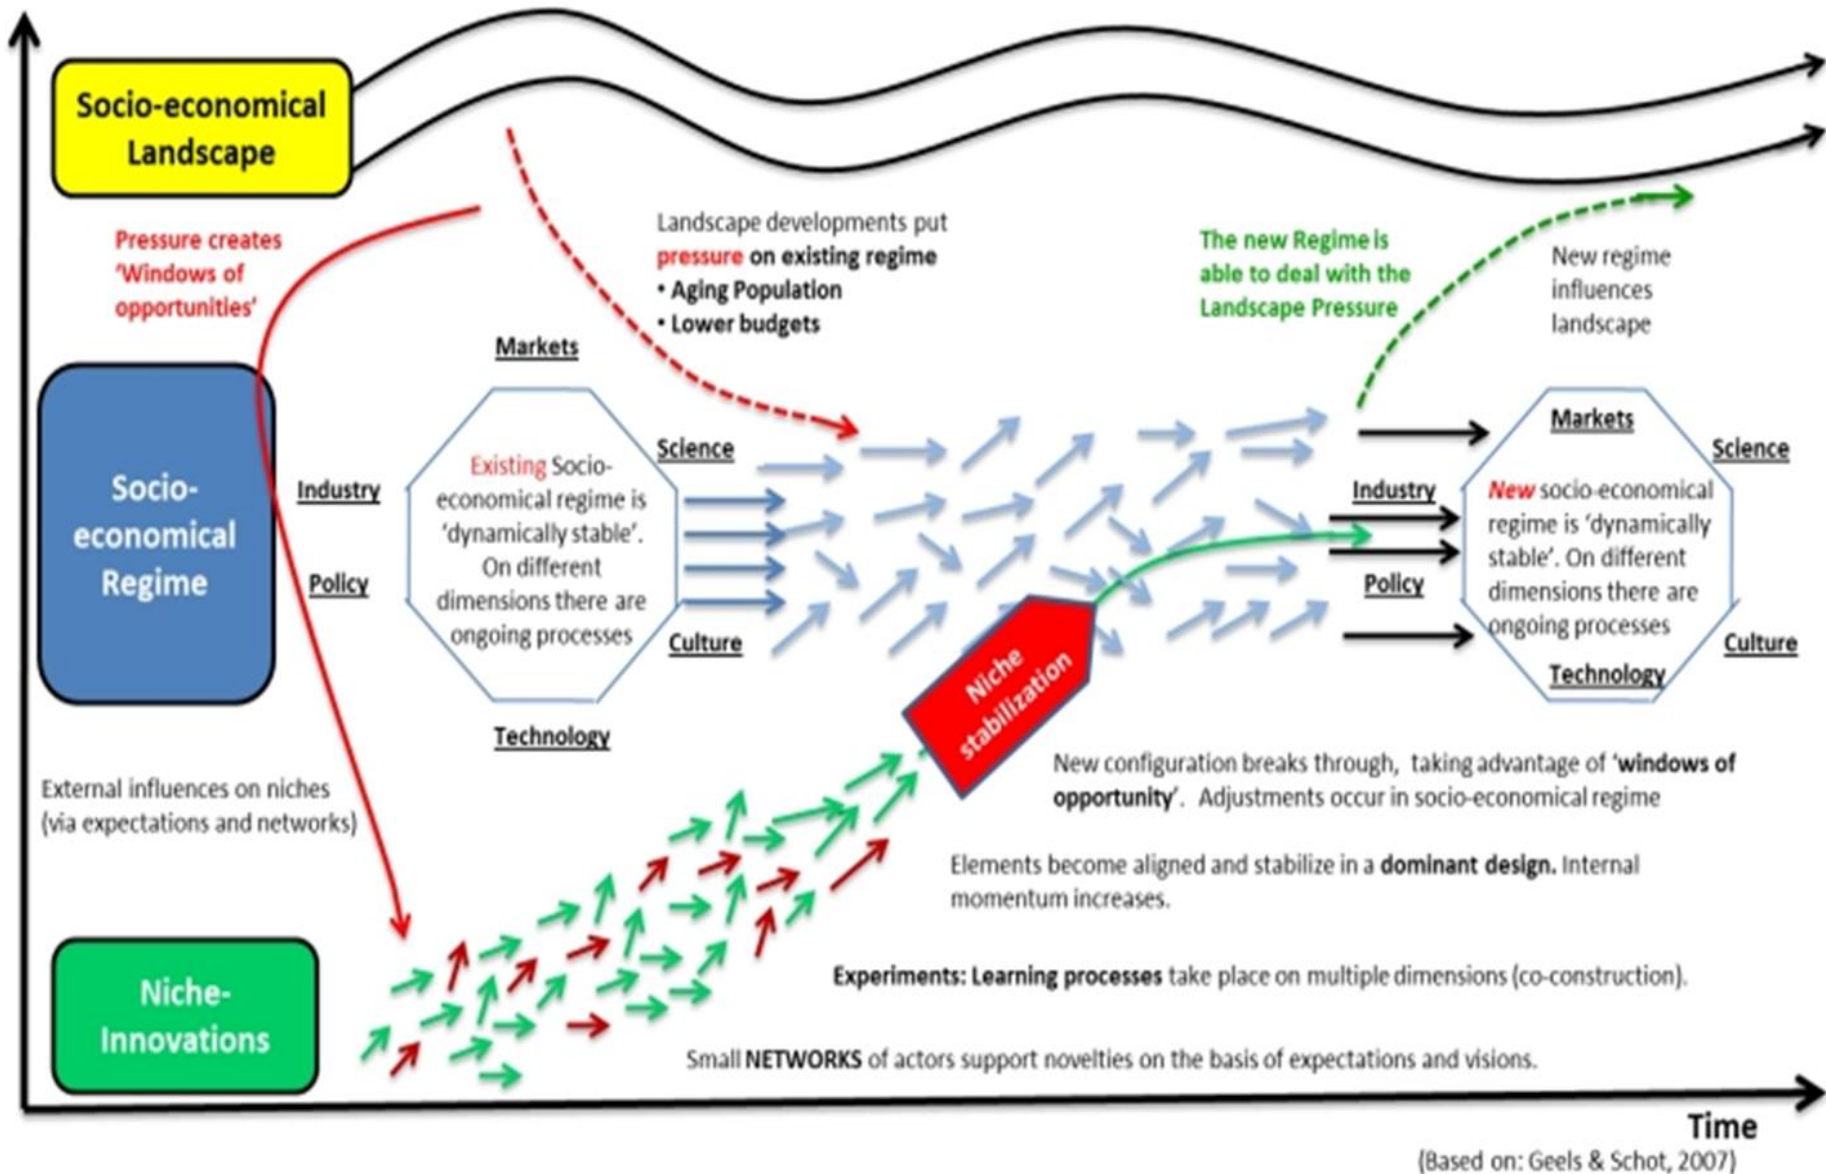 Socio-economical
Landscape
Pressure creates
‘Windows of
opportunities’
Landscape developments put
pressure on existing regime
• Aging Population
• Lower budgets
The new Regime is
able to deal with the
Landscape Pressure
New regime
influences
landscape
Socio-
economical
Regime
Markets
Science
Industry
Existing Socio-
economical regime is
‘dynamically stable’.
On different
dimensions there are
ongoing processes
Policy
Culture
Technology
Markets
Science
Industry
New socio-economical
regime is ‘dynamically
stable’. On different
dimensions there are
ongoing processes
Policy
Culture
Technology
Niche
stabilization
External influences on niches
(via expectations and networks)
New configuration breaks through, taking advantage of ‘windows of
opportunity’. Adjustments occur in socio-economical regime
Elements become aligned and stabilize in a dominant design. Internal
momentum increases.
Niche-
Innovations
Experiments: Learning processes take place on multiple dimensions (co-construction).
Small NETWORKS of actors support novelties on the basis of expectations and visions.
Time
(Based on: Geels & Schot, 2007)